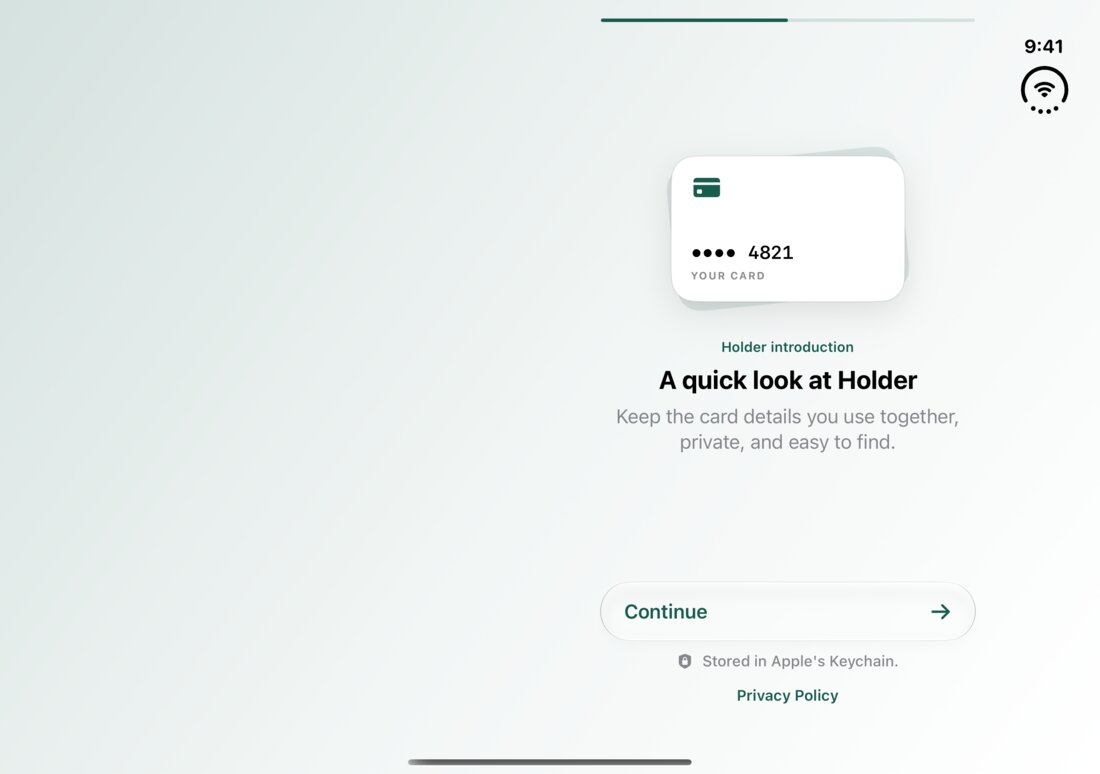 9:41
•••• 4821
YOUR CARD
Holder introduction
A quick look at Holder
Keep the card details you use together,
private, and easy to find.
Continue
Stored in Apple's Keychain.
Privacy Policy